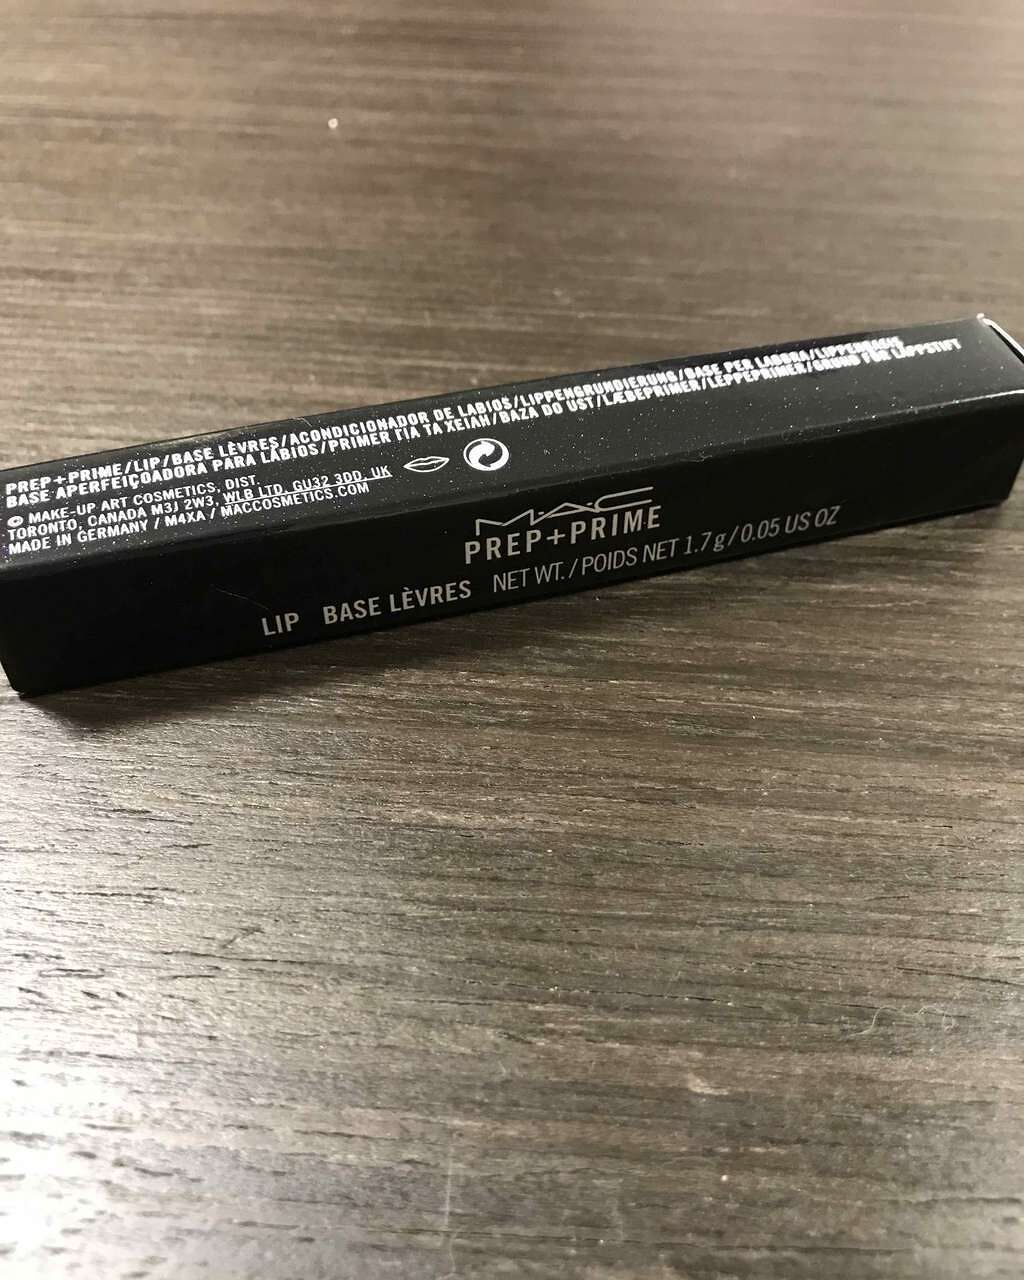 PREP+PRIME/LIP/BASE LÈVRES/ACONDICIONADOR DE LABIOS/LIPPENGRUNDIERUNG/BASE PER LABBRA/LIPPENBASIS
BASE APERFEIÇOADORA PARA LÁBIOS/PRIMER ΓΙΑ ΤΑ ΧΕΙΛΗ/BAZA DO UST/LÆBEPRIMER/LEPPEPRIMER/GRUND FÖR LÄPPSTIFT
© MAKE-UP ART COSMETICS, DIST.
TORONTO, CANADA M3J 2W3, WLB LTD. GU32 3DD, UK
MADE IN GERMANY / M4XA / MACCOSMETICS.COM
M·A·C
PREP+PRIME
LIP BASE LÈVRES NET WT. / POIDS NET 1.7 g / 0.05 US OZ